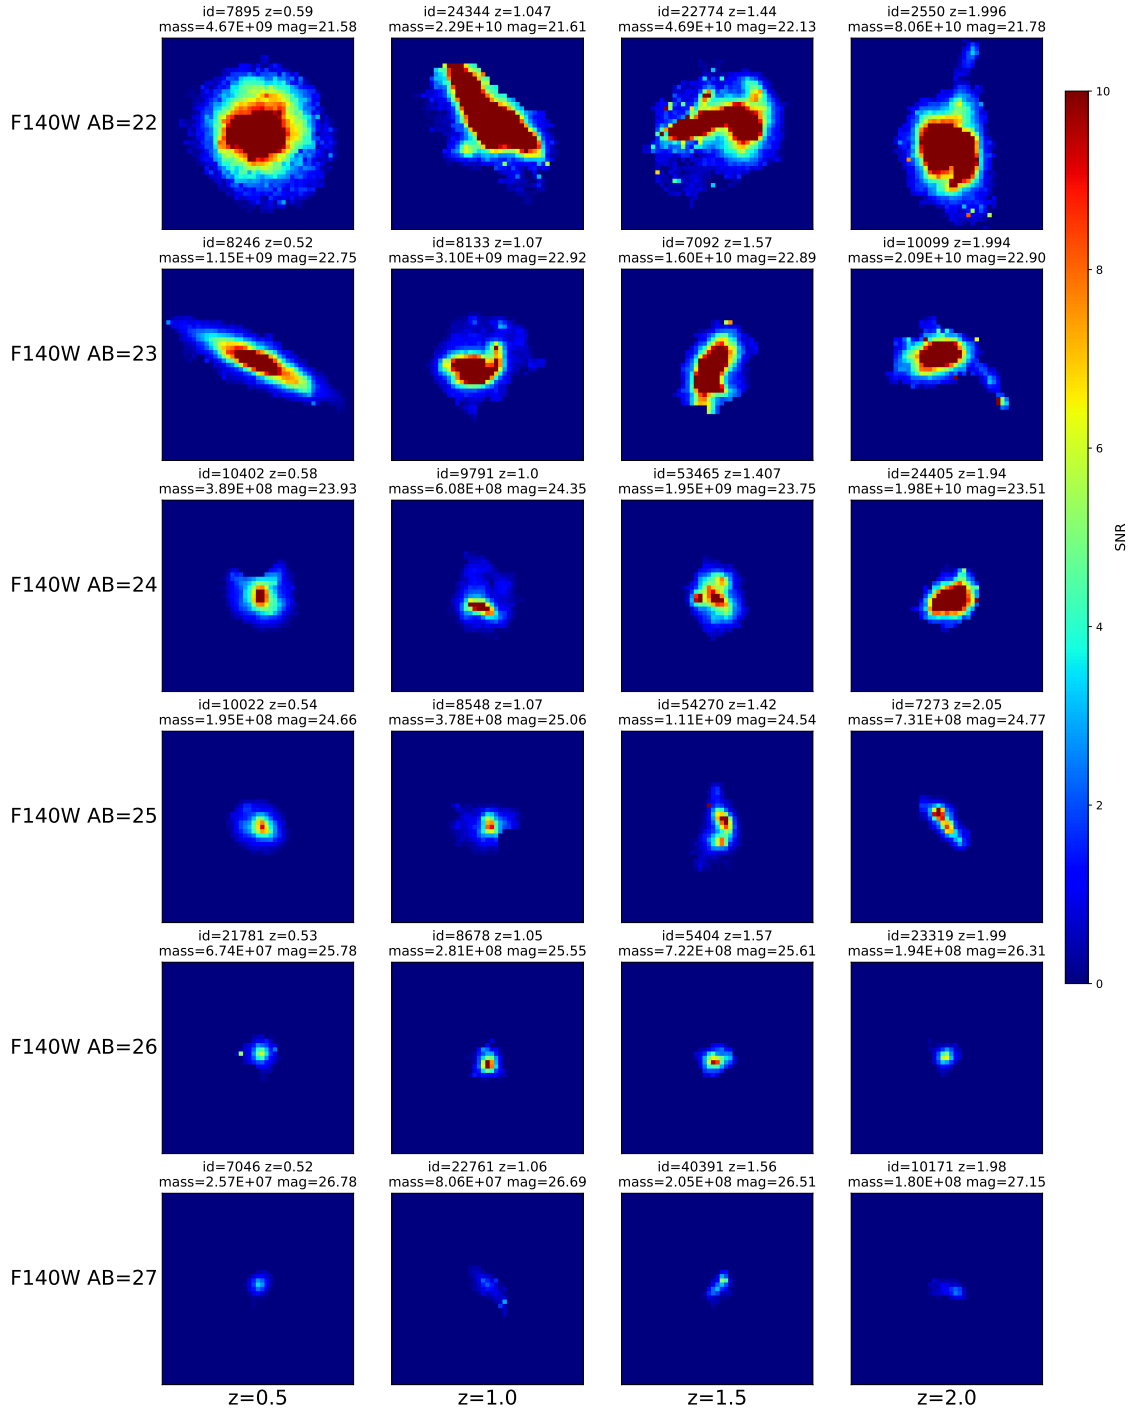 id=7895 z=0.59
mass=4.67E+09 mag=21.58
id=24344 z=1.047
mass=2.29E+10 mag=21.61
id=22774 z=1.44
mass=4.69E+10 mag=22.13
id=2550 z=1.996
mass=8.06E+10 mag=21.78
F140W AB=22
id=8246 z=0.52
mass=1.15E+09 mag=22.75
id=8133 z=1.07
mass=3.10E+09 mag=22.92
id=7092 z=1.57
mass=1.60E+10 mag=22.89
id=10099 z=1.994
mass=2.09E+10 mag=22.90
F140W AB=23
id=10402 z=0.58
mass=3.89E+08 mag=23.93
id=9791 z=1.0
mass=6.08E+08 mag=24.35
id=53465 z=1.407
mass=1.95E+09 mag=23.75
id=24405 z=1.94
mass=1.98E+10 mag=23.51
F140W AB=24
id=10022 z=0.54
mass=1.95E+08 mag=24.66
id=8548 z=1.07
mass=3.78E+08 mag=25.06
id=54270 z=1.42
mass=1.11E+09 mag=24.54
id=7273 z=2.05
mass=7.31E+08 mag=24.77
F140W AB=25
id=21781 z=0.53
mass=6.74E+07 mag=25.78
id=8678 z=1.05
mass=2.81E+08 mag=25.55
id=5404 z=1.57
mass=7.22E+08 mag=25.61
id=23319 z=1.99
mass=1.94E+08 mag=26.31
F140W AB=26
id=7046 z=0.52
mass=2.57E+07 mag=26.78
id=22761 z=1.06
mass=8.06E+07 mag=26.69
id=40391 z=1.56
mass=2.05E+08 mag=26.51
id=10171 z=1.98
mass=1.80E+08 mag=27.15
F140W AB=27
z=0.5
z=1.0
z=1.5
z=2.0
10
8
6
4
2
0
SNR